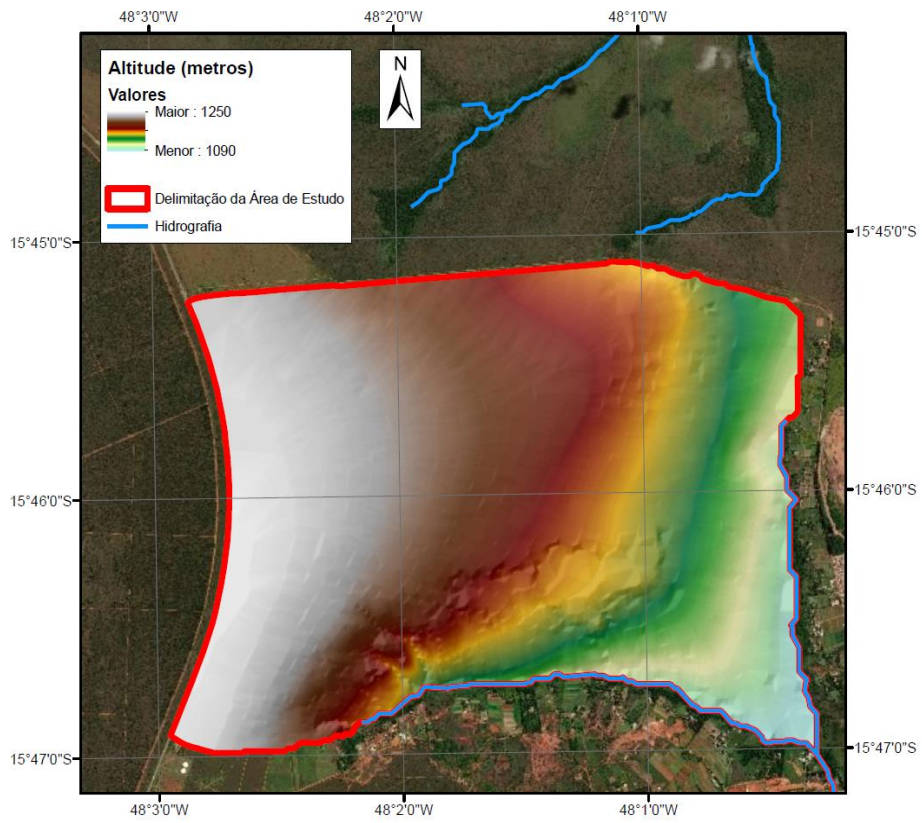 48°3'0"W 48°2'0"W 48°1'0"W
Altitude (metros)
Valores
Maior : 1250
Menor : 1090
Delimitação da Área de Estudo
Hidrografia
N
15°45'0"S 15°45'0"S
15°46'0"S 15°46'0"S
15°47'0"S 15°47'0"S
48°3'0"W 48°2'0"W 48°1'0"W